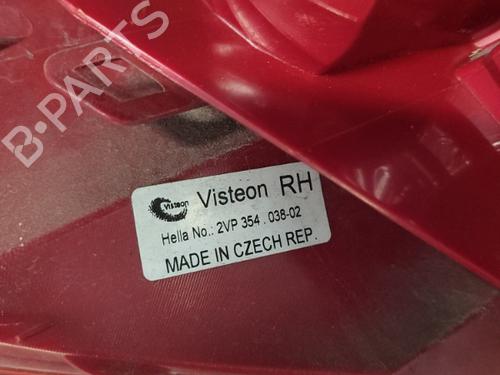 B-PARTS
Visteon Visteon RH
Hella No.: 2VP 354 . 038-02
MADE IN CZECH REP.